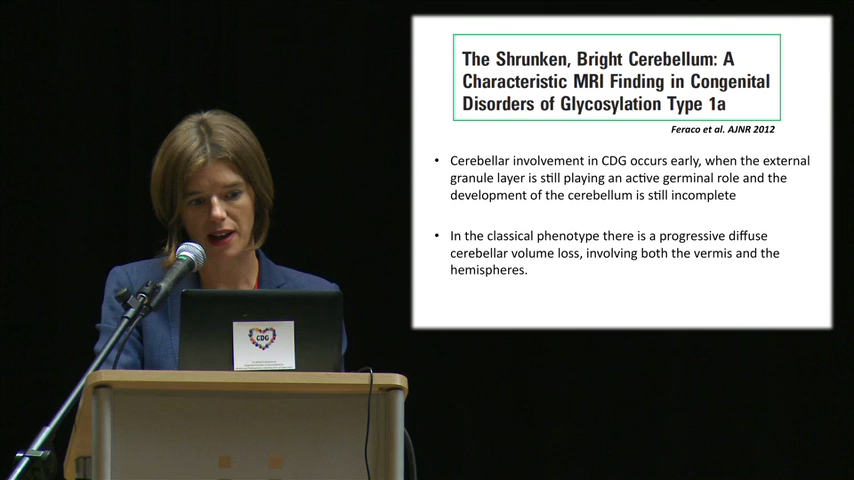 The Shrunken, Bright Cerebellum: A
Characteristic MRI Finding in Congenital
Disorders of Glycosylation Type 1a
Feraco et al. AJNR 2012
• Cerebellar involvement in CDG occurs early, when the external
granule layer is still playing an active germinal role and the
development of the cerebellum is still incomplete
• In the classical phenotype there is a progressive diffuse
cerebellar volume loss, involving both the vermis and the
hemispheres.
CDG